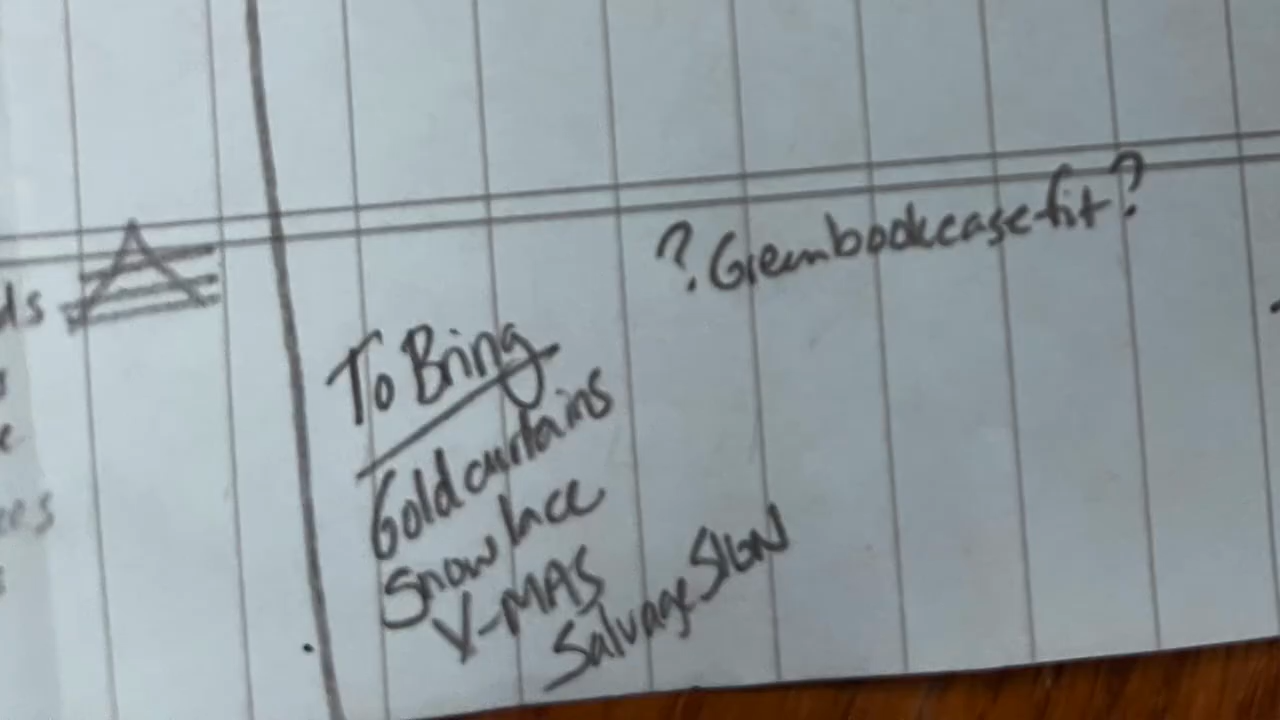 ? Green bookcase fit ?
To Bring
Gold curtains
Snow lace
X-MAS
Salvage SIGN